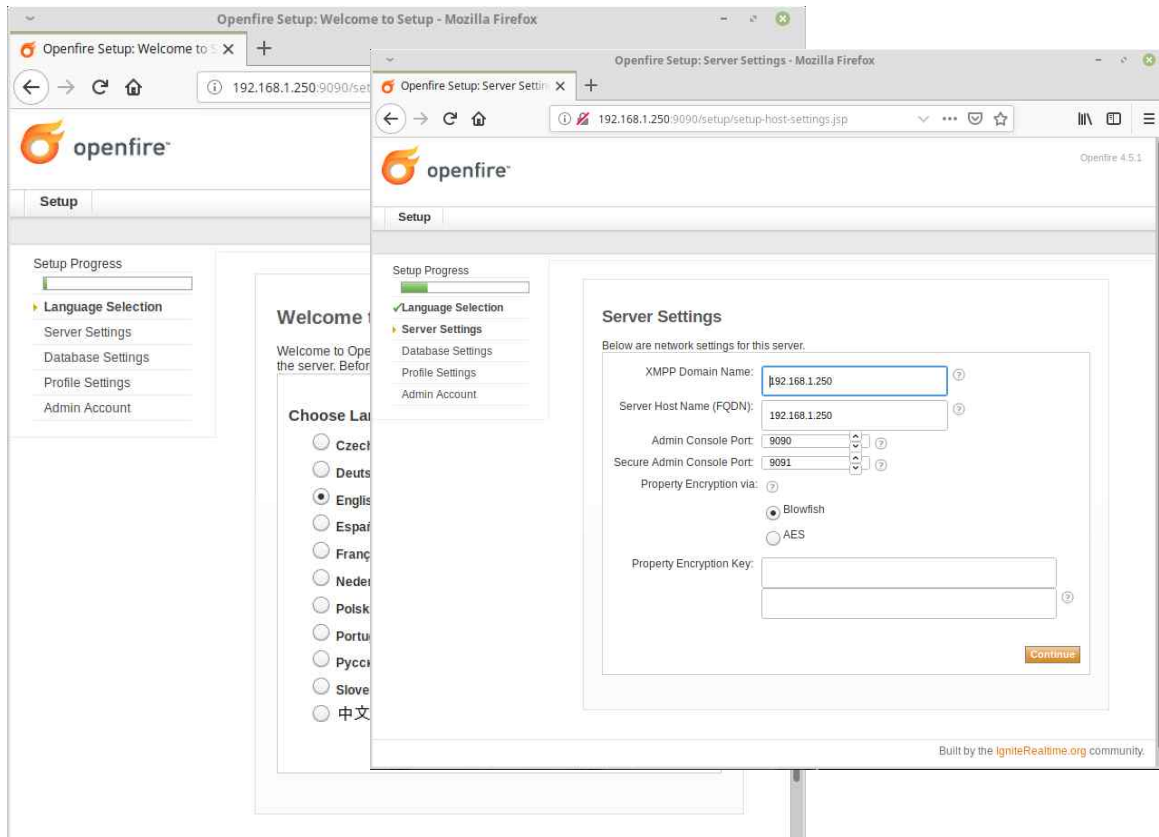 Openfire Setup: Welcome to Setup - Mozilla Firefox
Openfire Setup: Welcome to S
192.168.1.250:9090/set
openfire
Setup
Setup Progress
Language Selection
Server Settings
Database Settings
Profile Settings
Admin Account
Welcome
Welcome to Ope
the server. Befor
Choose La
Czech
Deuts
Englis
Españ
Franç
Neder
Polsk
Portu
Русск
Slove
中文
Openfire Setup: Server Settings - Mozilla Firefox
Openfire Setup: Server Settin
192.168.1.250:9090/setup/setup-host-settings.jsp
openfire
Openfire 4.5.1
Setup
Setup Progress
Language Selection
Server Settings
Database Settings
Profile Settings
Admin Account
Server Settings
Below are network settings for this server.
XMPP Domain Name: 192.168.1.250
Server Host Name (FQDN): 192.168.1.250
Admin Console Port: 9090
Secure Admin Console Port: 9091
Property Encryption via:
Blowfish
AES
Property Encryption Key:
Continue
Built by the IgniteRealtime.org community.